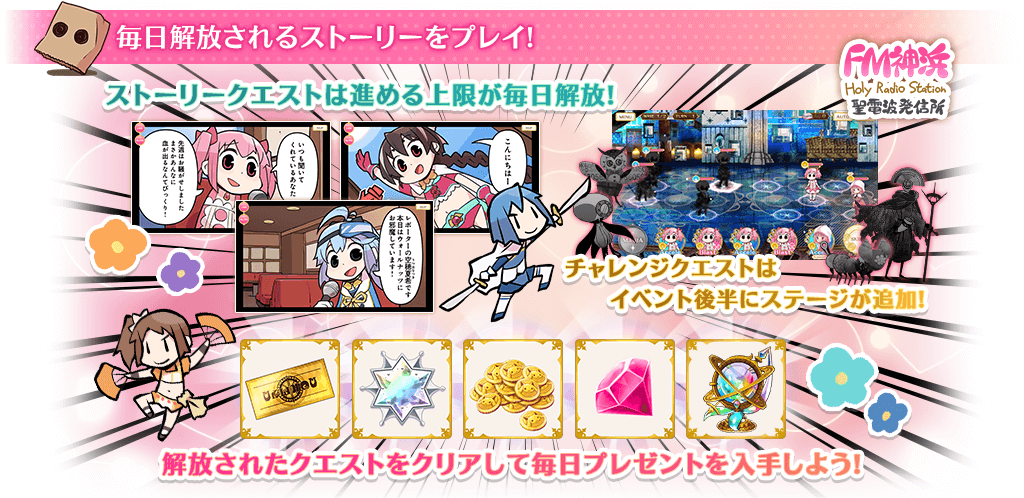 毎日解放されるストーリーをプレイ!
FM神浜
Holy Radio Station
聖電波発信所
ストーリークエストは進める上限が毎日解放!
いつも聞いて
くれているあなた
先週はお騒がせしました
まさかあんなに
血が出るなんてびっくり!
こんにちは!
レポーターの空穂夏希です
本日はウォールナッツに
お邪魔しています!
MENU
AUTO
Blast
チャレンジクエストは
イベント後半にステージが追加!
解放されたクエストをクリアして毎日プレゼントを入手しよう!